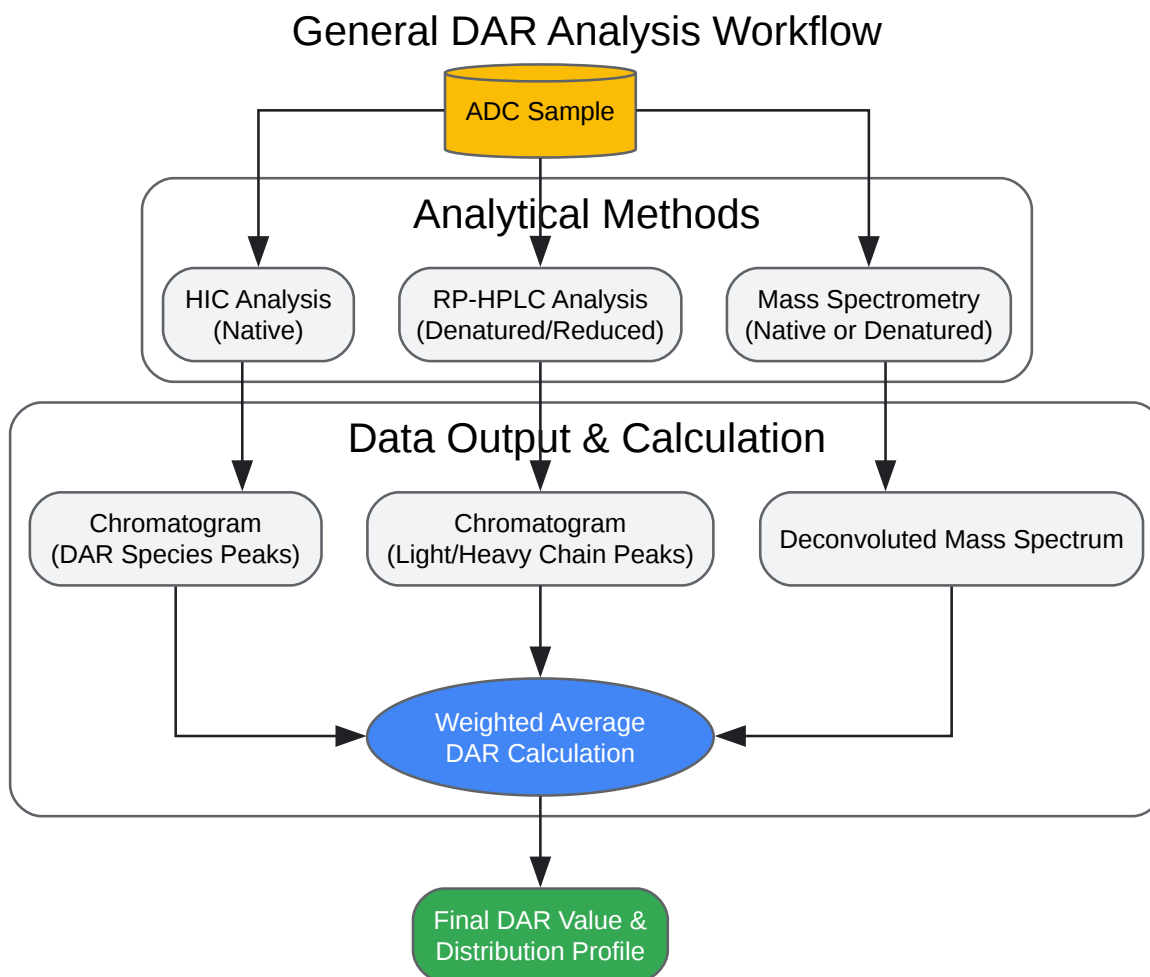 General DAR Analysis Workflow
ADC Sample
Analytical Methods
HIC Analysis
(Native)
RP-HPLC Analysis
(Denatured/Reduced)
Mass Spectrometry
(Native or Denatured)
Data Output & Calculation
Chromatogram
(DAR Species Peaks)
Chromatogram
(Light/Heavy Chain Peaks)
Deconvoluted Mass Spectrum
Weighted Average
DAR Calculation
Final DAR Value &
Distribution Profile